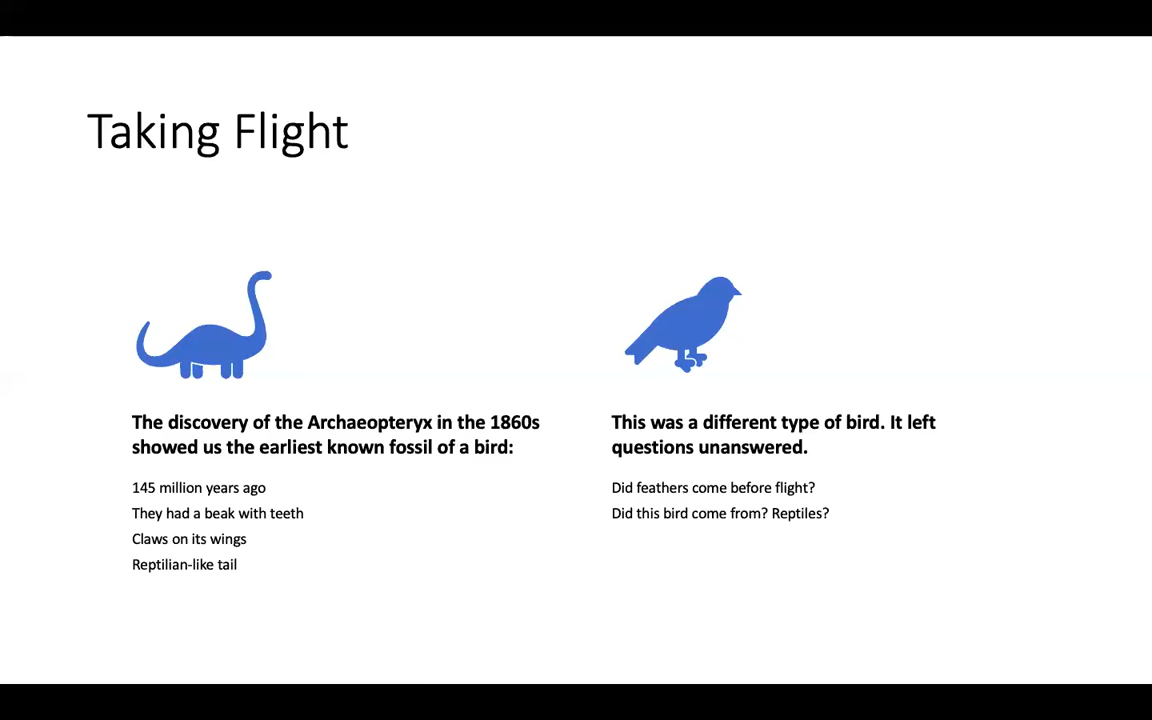 Taking Flight
The discovery of the Archaeopteryx in the 1860s
showed us the earliest known fossil of a bird:
145 million years ago
They had a beak with teeth
Claws on its wings
Reptilian-like tail
This was a different type of bird. It left
questions unanswered.
Did feathers come before flight?
Did this bird come from? Reptiles?